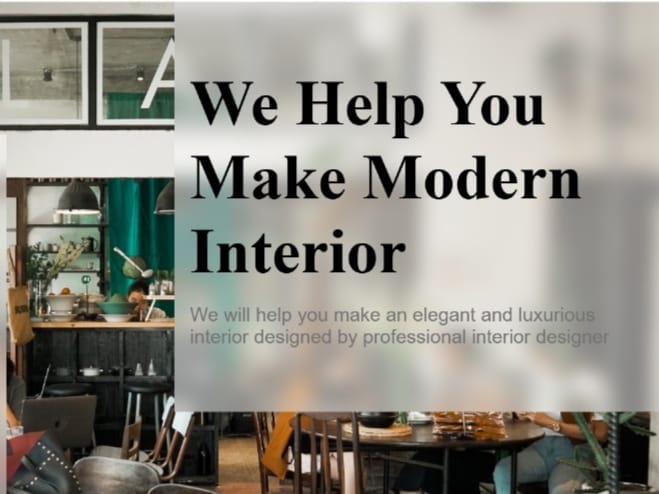 LA
We Help You
Make Modern
Interior
We will help you make an elegant and luxurious
interior designed by professional interior designer